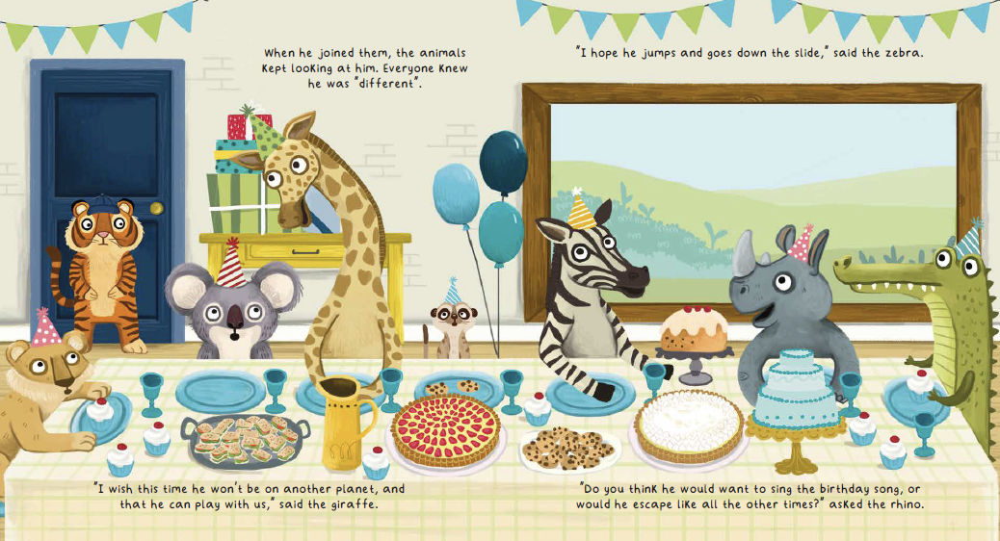 When he joined them, the animals
kept looking at him. Everyone knew
he was "different".
"I hope he jumps and goes down the slide," said the zebra.
"I wish this time he won't be on another planet, and
that he can play with us," said the giraffe.
"Do you think he would want to sing the birthday song, or
would he escape like all the other times?" asked the rhino.